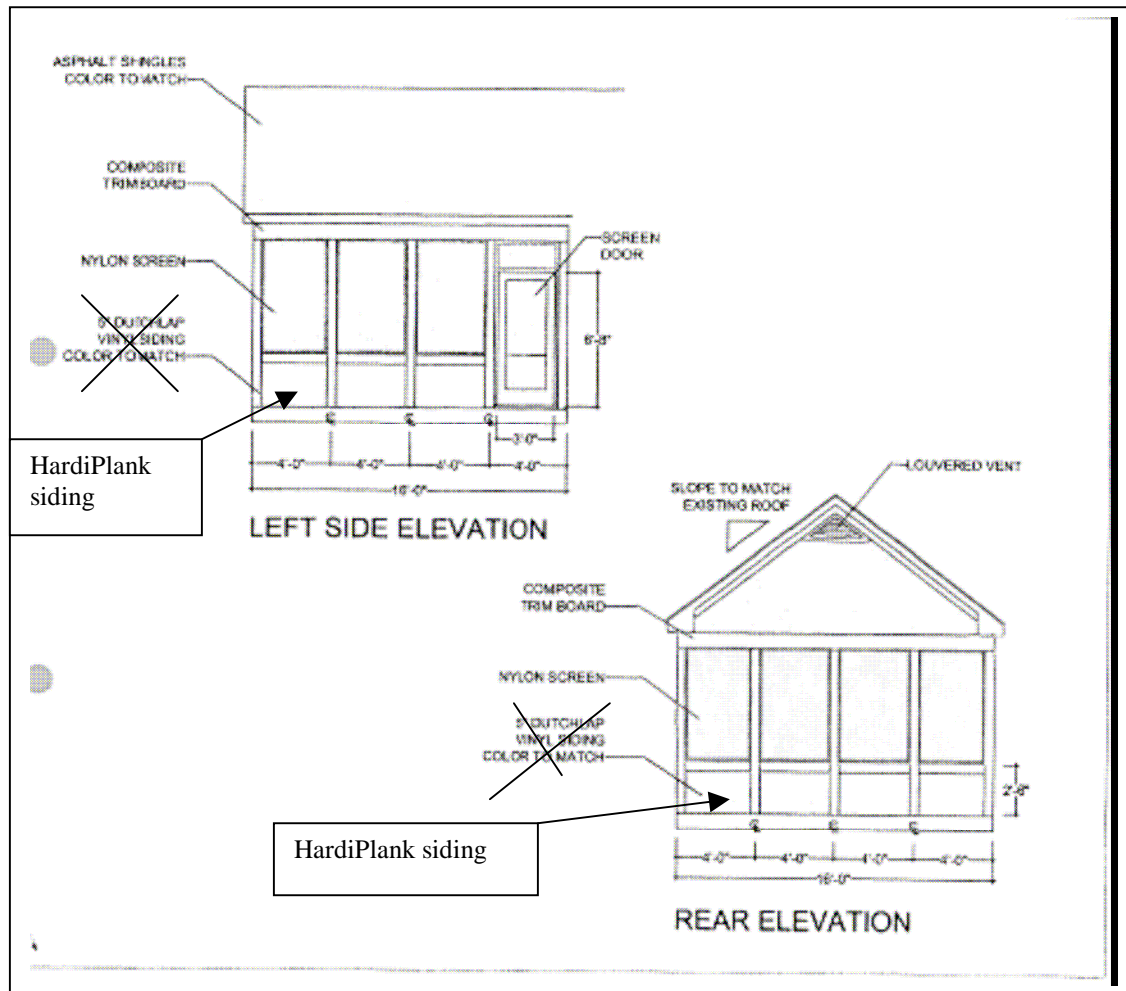 ASPHALT SHINGLES
COLOR TO MATCH
COMPOSITE
TRIM BOARD
NYLON SCREEN
SCREEN
DOOR
5" DUTCHLAP
VINYL SIDING
COLOR TO MATCH
6'-8"
HardiPlank
siding
3'-0"
4'-0" 4'-0" 4'-0" 4'-0"
16'-0"
LEFT SIDE ELEVATION
LOUVERED VENT
SLOPE TO MATCH
EXISTING ROOF
COMPOSITE
TRIM BOARD
NYLON SCREEN
5" DUTCHLAP
VINYL SIDING
COLOR TO MATCH
HardiPlank siding
4'-0" 4'-0" 4'-0" 4'-0"
16'-0"
REAR ELEVATION